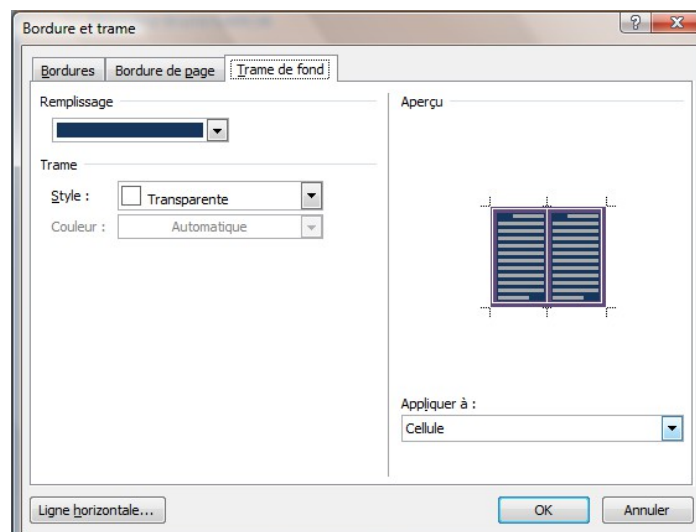 Bordure et trame
Bordures
Bordure de page
Trame de fond
Remplissage
Aperçu
Trame
Style :
Transparente
Couleur :
Automatique
Appliquer à :
Cellule
Ligne horizontale...
OK
Annuler